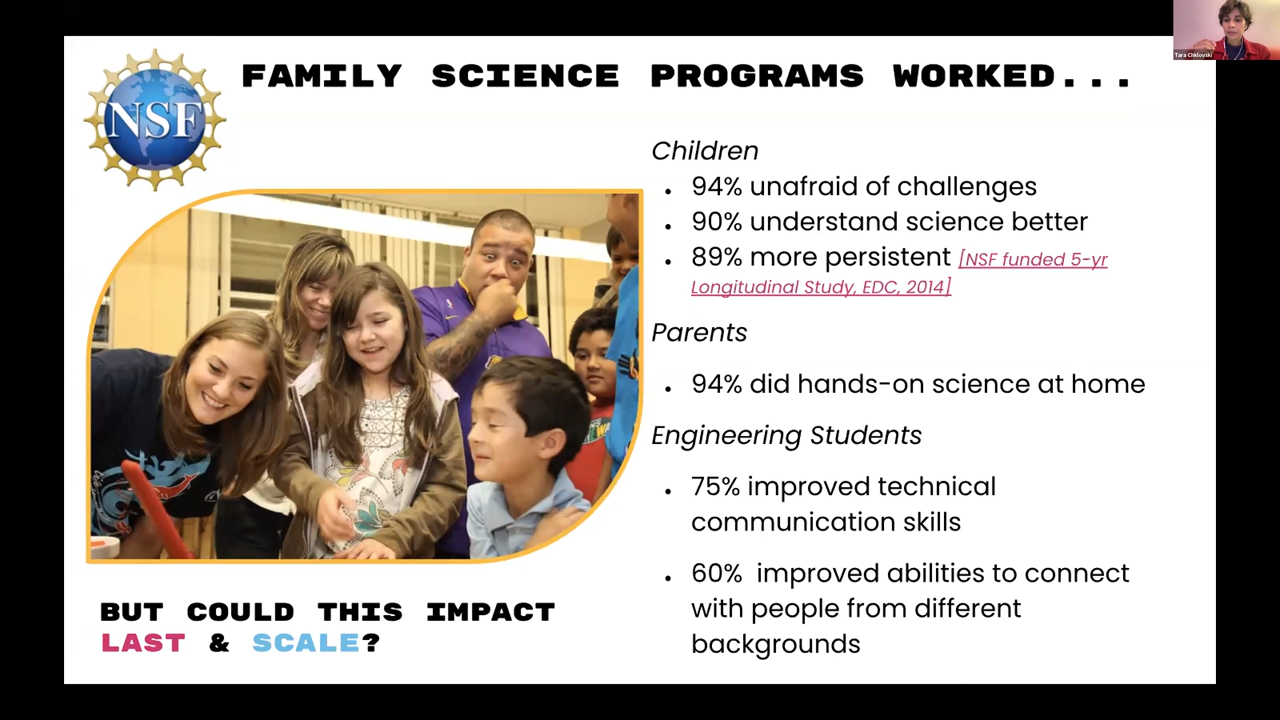 Tara Chklovski
FAMILY SCIENCE PROGRAMS WORKED...
NSF
Children
• 94% unafraid of challenges
• 90% understand science better
• 89% more persistent [NSF funded 5-yr
Longitudinal Study, EDC, 2014]
Parents
• 94% did hands-on science at home
Engineering Students
• 75% improved technical
communication skills
• 60% improved abilities to connect
with people from different
backgrounds
BUT COULD THIS IMPACT
LAST & SCALE?